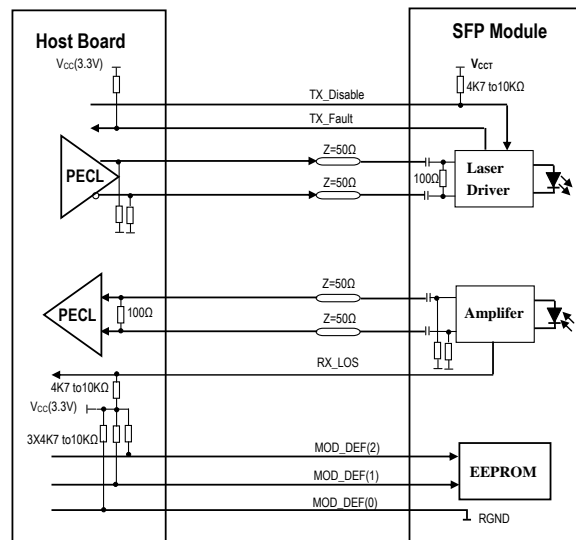 Host Board
SFP Module
VCC(3.3V)
VCCT
4K7 to10KΩ
TX_Disable
TX_Fault
PECL
Z=50Ω
Z=50Ω
100Ω
Laser
Driver
PECL
100Ω
Z=50Ω
Z=50Ω
Amplifer
RX_LOS
4K7 to10KΩ
VCC(3.3V)
3X4K7 to10KΩ
MOD_DEF(2)
MOD_DEF(1)
MOD_DEF(0)
EEPROM
RGND